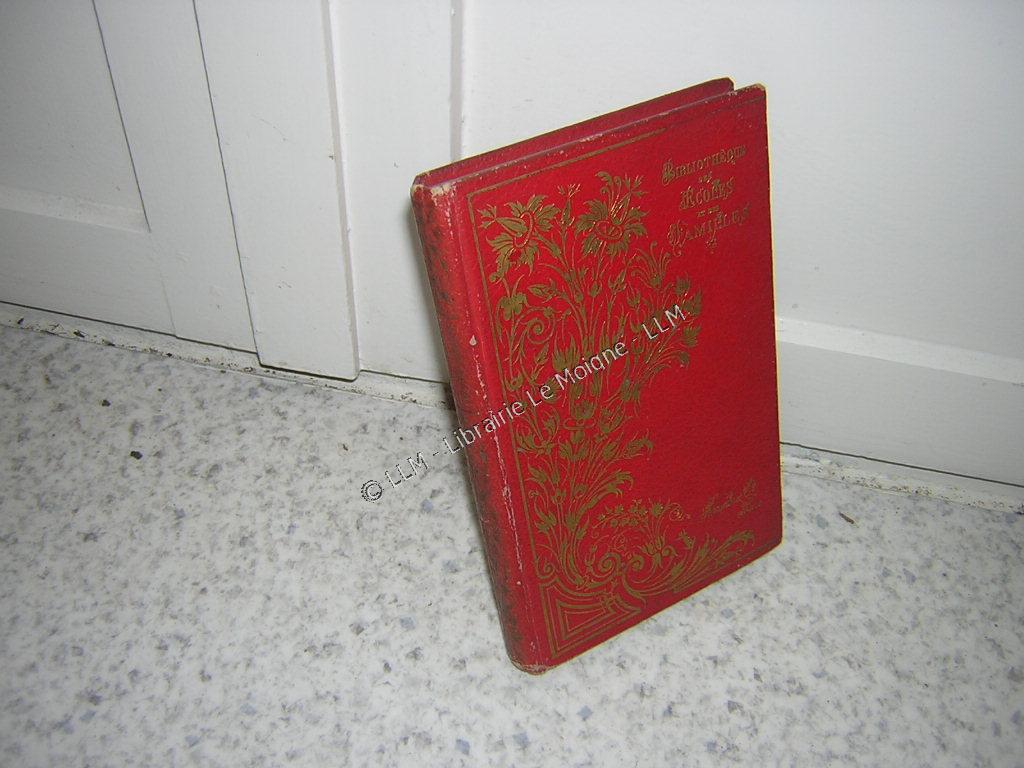 BIBLIOTHÈQUE
DES
ÉCOLES
ET DES
FAMILLES
© LLM - Librairie Le Moigne - LLM